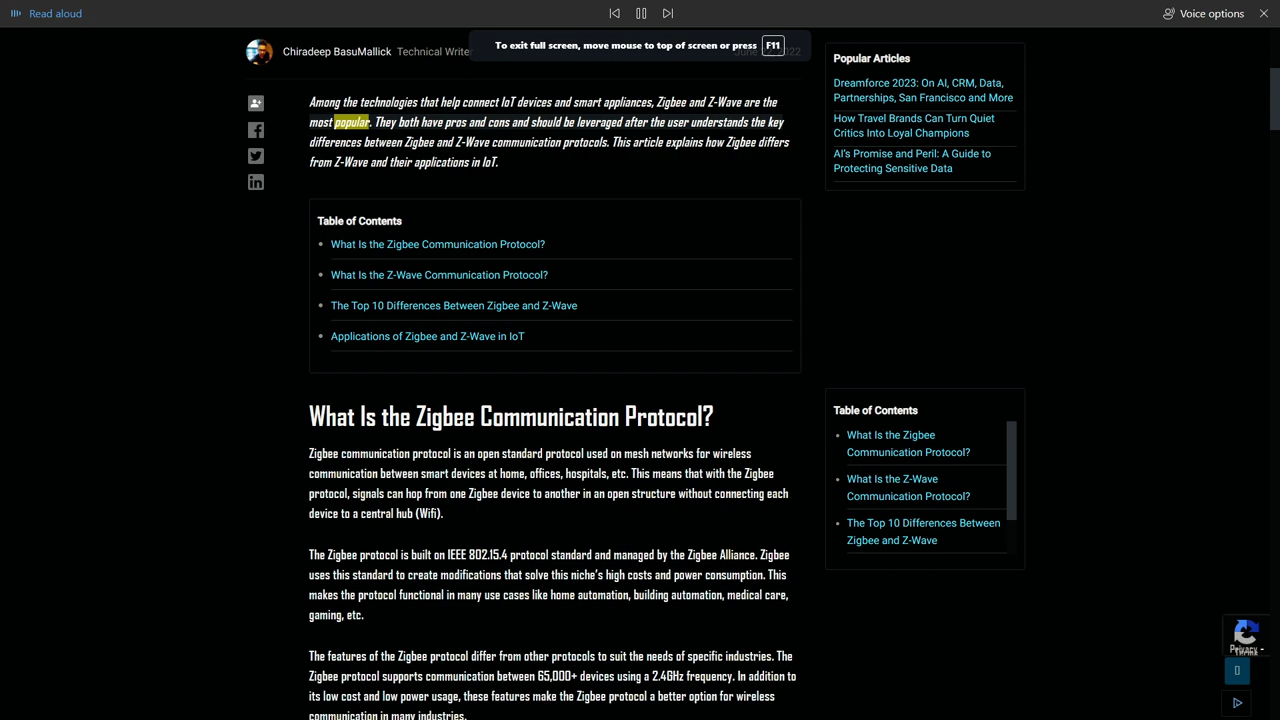 Read aloud
Voice options
To exit full screen, move mouse to top of screen or press F11
Chiradeep BasuMallick Technical Writer
Among the technologies that help connect IoT devices and smart appliances, Zigbee and Z-Wave are the
most popular. They both have pros and cons and should be leveraged after the user understands the key
differences between Zigbee and Z-Wave communication protocols. This article explains how Zigbee differs
from Z-Wave and their applications in IoT.
Table of Contents
What Is the Zigbee Communication Protocol?
What Is the Z-Wave Communication Protocol?
The Top 10 Differences Between Zigbee and Z-Wave
Applications of Zigbee and Z-Wave in IoT
What Is the Zigbee Communication Protocol?
Zigbee communication protocol is an open standard protocol used on mesh networks for wireless
communication between smart devices at home, offices, hospitals, etc. This means that with the Zigbee
protocol, signals can hop from one Zigbee device to another in an open structure without connecting each
device to a central hub (Wifi).
The Zigbee protocol is built on IEEE 802.15.4 protocol standard and managed by the Zigbee Alliance. Zigbee
uses this standard to create modifications that solve this niche's high costs and power consumption. This
makes the protocol functional in many use cases like home automation, building automation, medical care,
gaming, etc.
The features of the Zigbee protocol differ from other protocols to suit the needs of specific industries. The
Zigbee protocol supports communication between 65,000+ devices using a 2.4GHz frequency. In addition to
its low cost and low power usage, these features make the Zigbee protocol a better option for wireless
communication in many industries.
Popular Articles
Dreamforce 2023: On AI, CRM, Data,
Partnerships, San Francisco and More
How Travel Brands Can Turn Quiet
Critics Into Loyal Champions
AI's Promise and Peril: A Guide to
Protecting Sensitive Data
Table of Contents
What Is the Zigbee
Communication Protocol?
What Is the Z-Wave
Communication Protocol?
The Top 10 Differences Between
Zigbee and Z-Wave
Privacy -